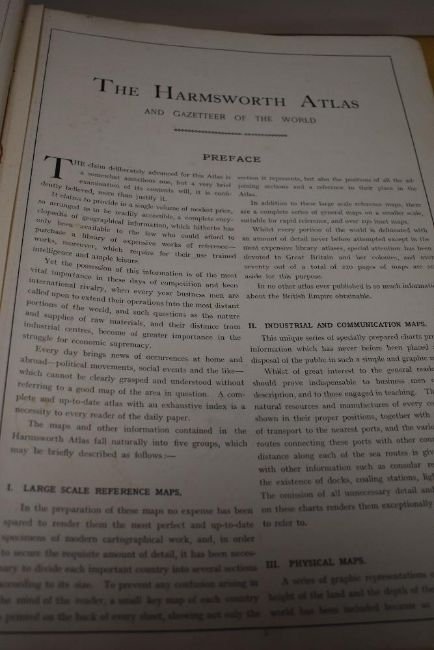 THE HARMSWORTH ATLAS
AND GAZETTEER OF THE WORLD
PREFACE
THE claim deliberately advanced for this Atlas is
a somewhat ambitious one, but a very brief
examination of its contents will, it is confi-
dently believed, more than justify it.
It claims to provide in a single volume of modest price,
so arranged as to be readily accessible, a complete ency-
clopædia of geographical information, which hitherto has
only been available to the few who could afford to
purchase a library of expensive works of reference—
works, moreover, which require for their use trained
intelligence and ample leisure.
Yet the possession of this information is of the most
vital importance in these days of competition and keen
international rivalry, when every year business men are
called upon to extend their operations into the most distant
portions of the world, and such questions as the nature
and supplies of raw materials, and their distance from
industrial centres, become of greater importance in the
struggle for economic supremacy.
Every day brings news of occurrences at home and
abroad—political movements, social events and the like—
which cannot be clearly grasped and understood without
referring to a good map of the area in question. A com-
plete and up-to-date atlas with an exhaustive index is a
necessity to every reader of the daily paper.
The maps and other information contained in the
Harmsworth Atlas fall naturally into five groups, which
may be briefly described as follows:—
I. LARGE SCALE REFERENCE MAPS.
In the preparation of these maps no expense has been
spared to render them the most perfect and up-to-date
specimens of modern cartographical work, and, in order
to secure the requisite amount of detail, it has been neces-
sary to divide each important country into several sections
according to its size. To prevent any confusion arising in
the mind of the reader, a small key map of each country
is printed on the back of every sheet, showing not only the
section it represents, but also the positions of all the ad-
joining sections and a reference to their place in the
Atlas.
In addition to these large scale reference maps, there
are a complete series of general maps on a smaller scale,
suitable for rapid reference, and over inset maps.
Whilst every portion of the world is delineated with
an amount of detail never before attempted except in the
most expensive library atlases, special attention has been
devoted to Great Britain and her colonies, and over
seventy out of a total of pages of maps are set
aside for this purpose.
In no other atlas ever published is so much information
about the British Empire obtainable.
II. INDUSTRIAL AND COMMUNICATION MAPS.
This unique series of specially prepared charts
information which has never before been placed
disposal of the public in such a simple and graphic
Whilst of great interest to the general reader
should prove indispensable to business men
description, and to those engaged in teaching.
natural resources and manufactures of every
shown in their proper positions, together with
of transport to the nearest ports, and the
routes connecting these ports with other
distance along each of the sea routes is
with other information such as consular
the existence of docks, coaling stations,
The omission of all unnecessary detail and
on these charts renders them exceptionally
to refer to.
III. PHYSICAL MAPS.
A series of graphic representations
height of the land and the depth of the
world has been included because